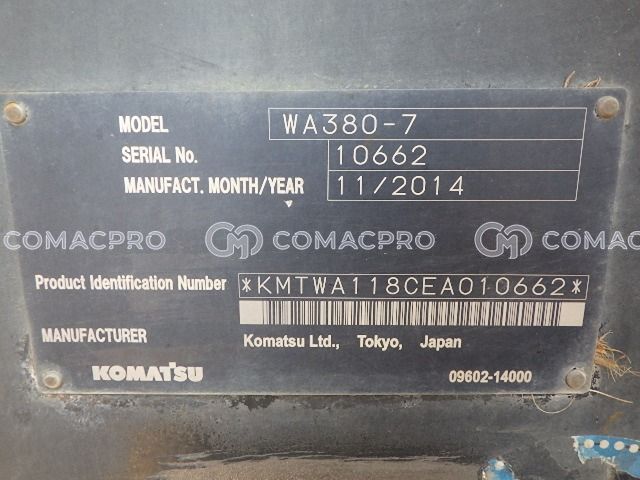 MODEL WA380-7
SERIAL No. 10662
MANUFACT. MONTH/YEAR 11/2014
COMACPRO COMACPRO
Product Identification Number *KMTWA118CEA010662*
MANUFACTURER Komatsu Ltd., Tokyo, Japan
KOMATSU 09602-14000